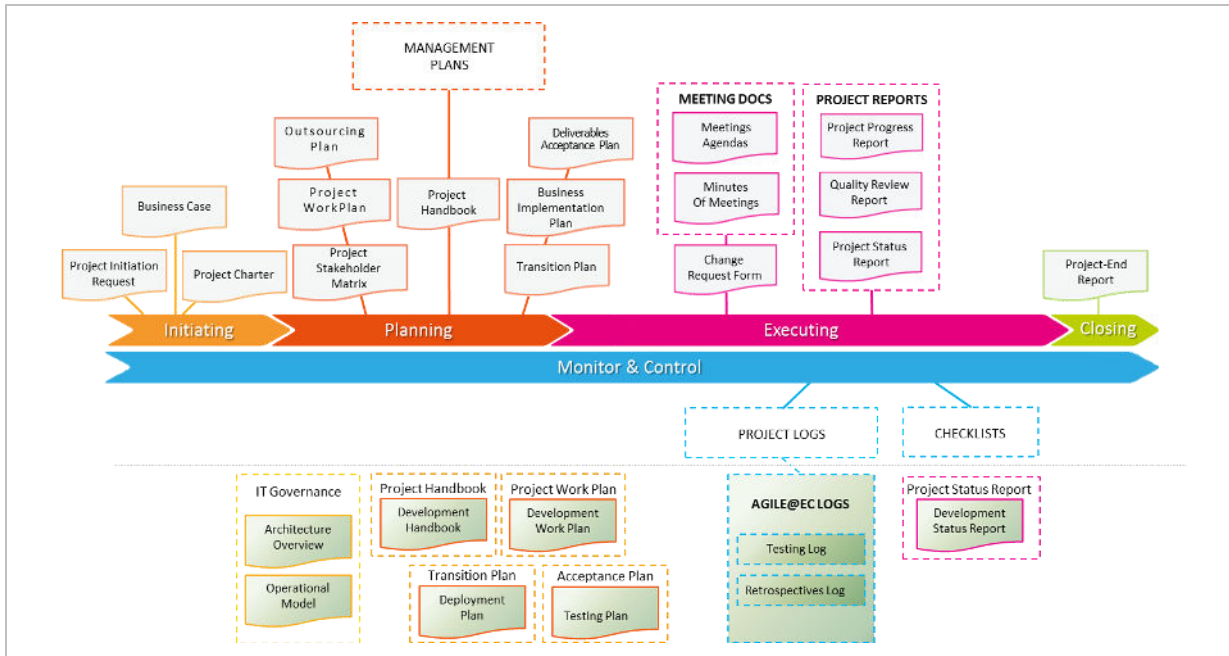 MANAGEMENT
PLANS
MEETING DOCS
PROJECT REPORTS
Outsourcing
Plan
Deliverables
Acceptance Plan
Meetings
Agendas
Project Progress
Report
Business Case
Project
WorkPlan
Project
Handbook
Business
Implementation
Plan
Minutes
Of Meetings
Quality Review
Report
Project Initiation
Request
Project Charter
Project
Stakeholder
Matrix
Transition Plan
Change
Request Form
Project Status
Report
Project-End
Report
Initiating
Planning
Executing
Closing
Monitor & Control
PROJECT LOGS
CHECKLISTS
IT Governance
Architecture
Overview
Operational
Model
Project Handbook
Development
Handbook
Project Work Plan
Development
Work Plan
Transition Plan
Deployment
Plan
Acceptance Plan
Testing Plan
AGILE@EC LOGS
Testing Log
Retrospectives Log
Project Status Report
Development
Status Report